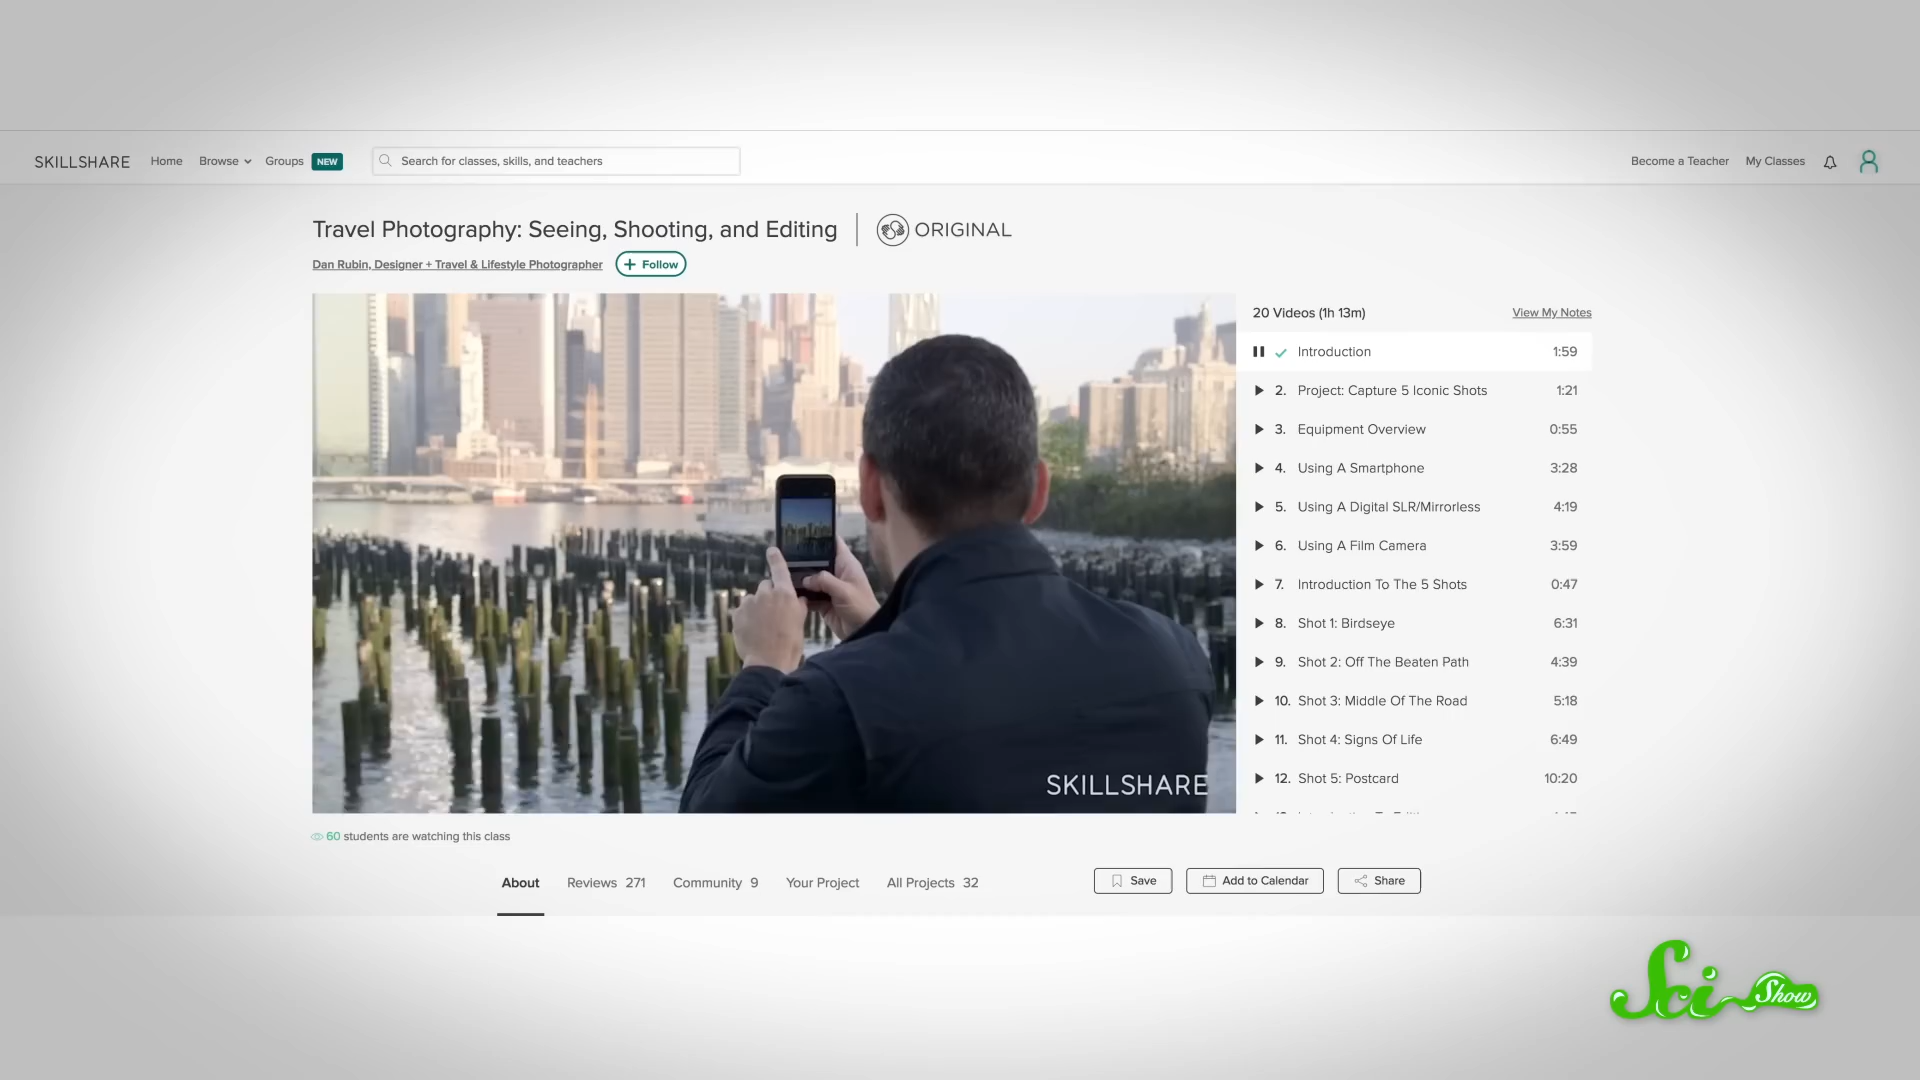 SKILLSHARE Home Browse Groups NEW Search for classes, skills, and teachers Become a Teacher My Classes
Travel Photography: Seeing, Shooting, and Editing ORIGINAL
Dan Rubin, Designer + Travel & Lifestyle Photographer + Follow
20 Videos (1h 13m) View My Notes
Introduction 1:59
2. Project: Capture 5 Iconic Shots 1:21
3. Equipment Overview 0:55
4. Using A Smartphone 3:28
5. Using A Digital SLR/Mirrorless 4:19
6. Using A Film Camera 3:59
7. Introduction To The 5 Shots 0:47
8. Shot 1: Birdseye 6:31
9. Shot 2: Off The Beaten Path 4:39
10. Shot 3: Middle Of The Road 5:18
11. Shot 4: Signs Of Life 6:49
12. Shot 5: Postcard 10:20
SKILLSHARE
60 students are watching this class
About Reviews 271 Community 9 Your Project All Projects 32 Save Add to Calendar Share
Sci Show